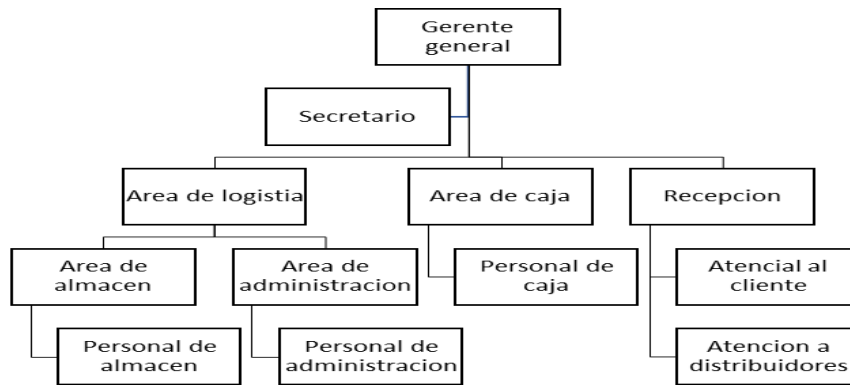 Gerente
general
Secretario
Area de logistia
Area de caja
Recepcion
Area de
almacen
Area de
administracion
Personal de
caja
Atencial al
cliente
Personal de
almacen
Personal de
administracion
Atencion a
distribuidores